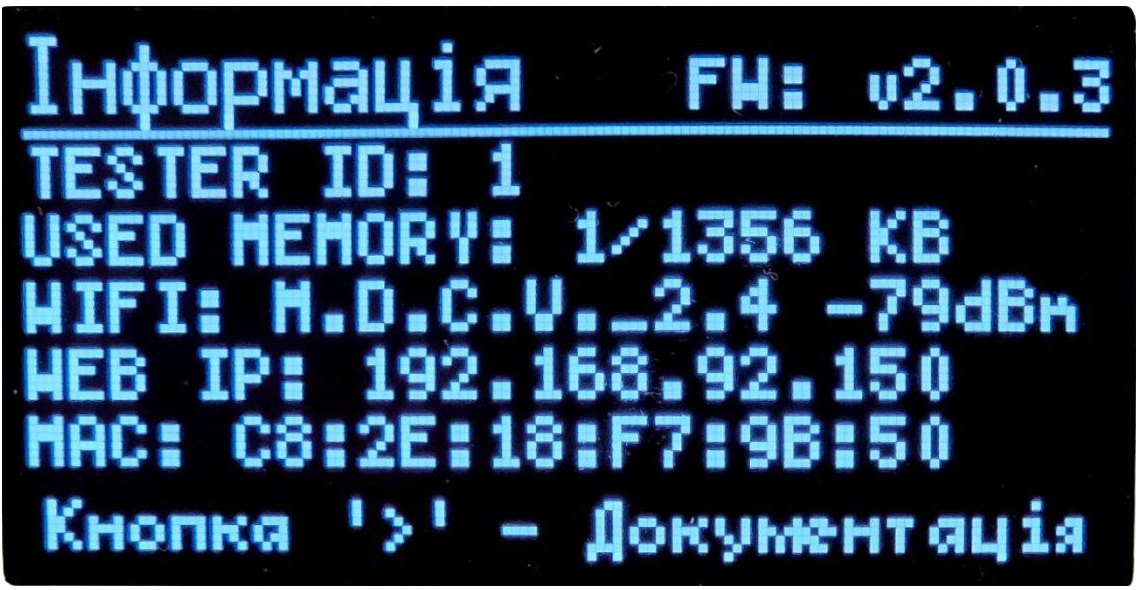 Інформація FW: v2.0.3
TESTER ID: 1
USED MEMORY: 1/1356 KB
WIFI: M.D.C.V._2.4 -79dBm
WEB IP: 192.168.92.150
MAC: C8:2E:18:F7:9B:50
Кнопка '>' - Документація